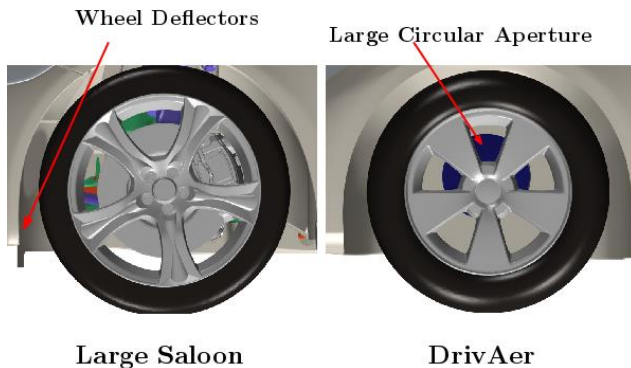 Wheel Deflectors
Large Circular Aperture
Large Saloon
DrivAer